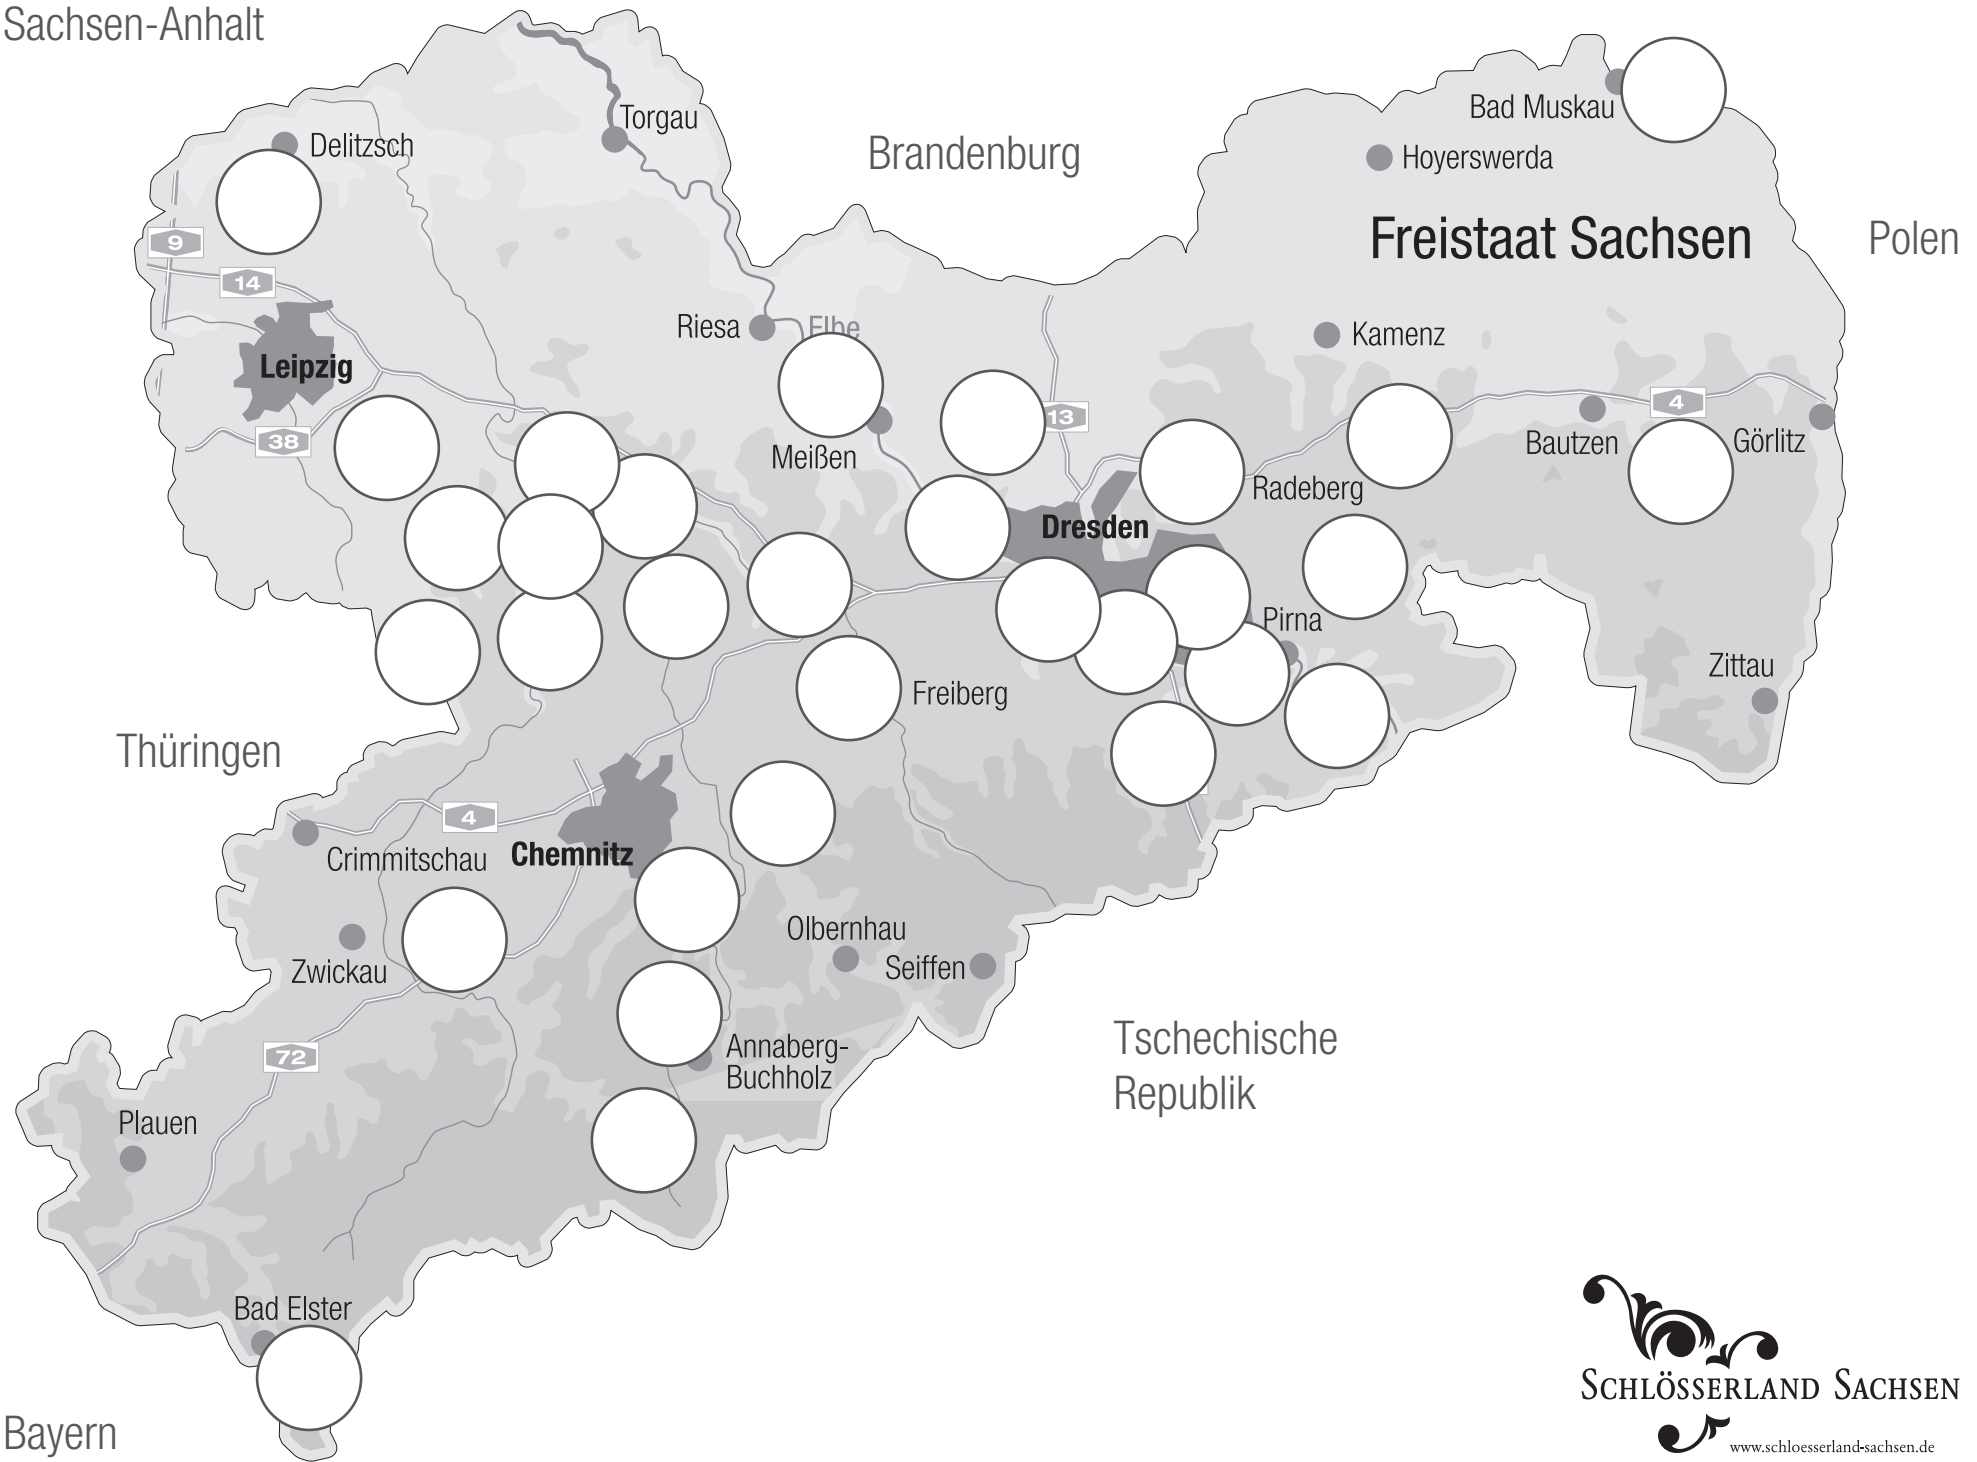 Sachsen-Anhalt
Torgau
Bad Muskau
Delitzsch
Brandenburg
Hoyerswerda
Freistaat Sachsen
Polen
9
14
Riesa
Elbe
Kamenz
Leipzig
38
13
4
Meißen
Bautzen
Görlitz
Radeberg
Dresden
Pirna
Zittau
Freiberg
Thüringen
4
Crimmitschau
Chemnitz
Olbernhau
Zwickau
Seiffen
72
Annaberg-
Buchholz
Tschechische
Republik
Plauen
Bad Elster
Bayern
Schlösserland Sachsen
www.schloesserland-sachsen.de